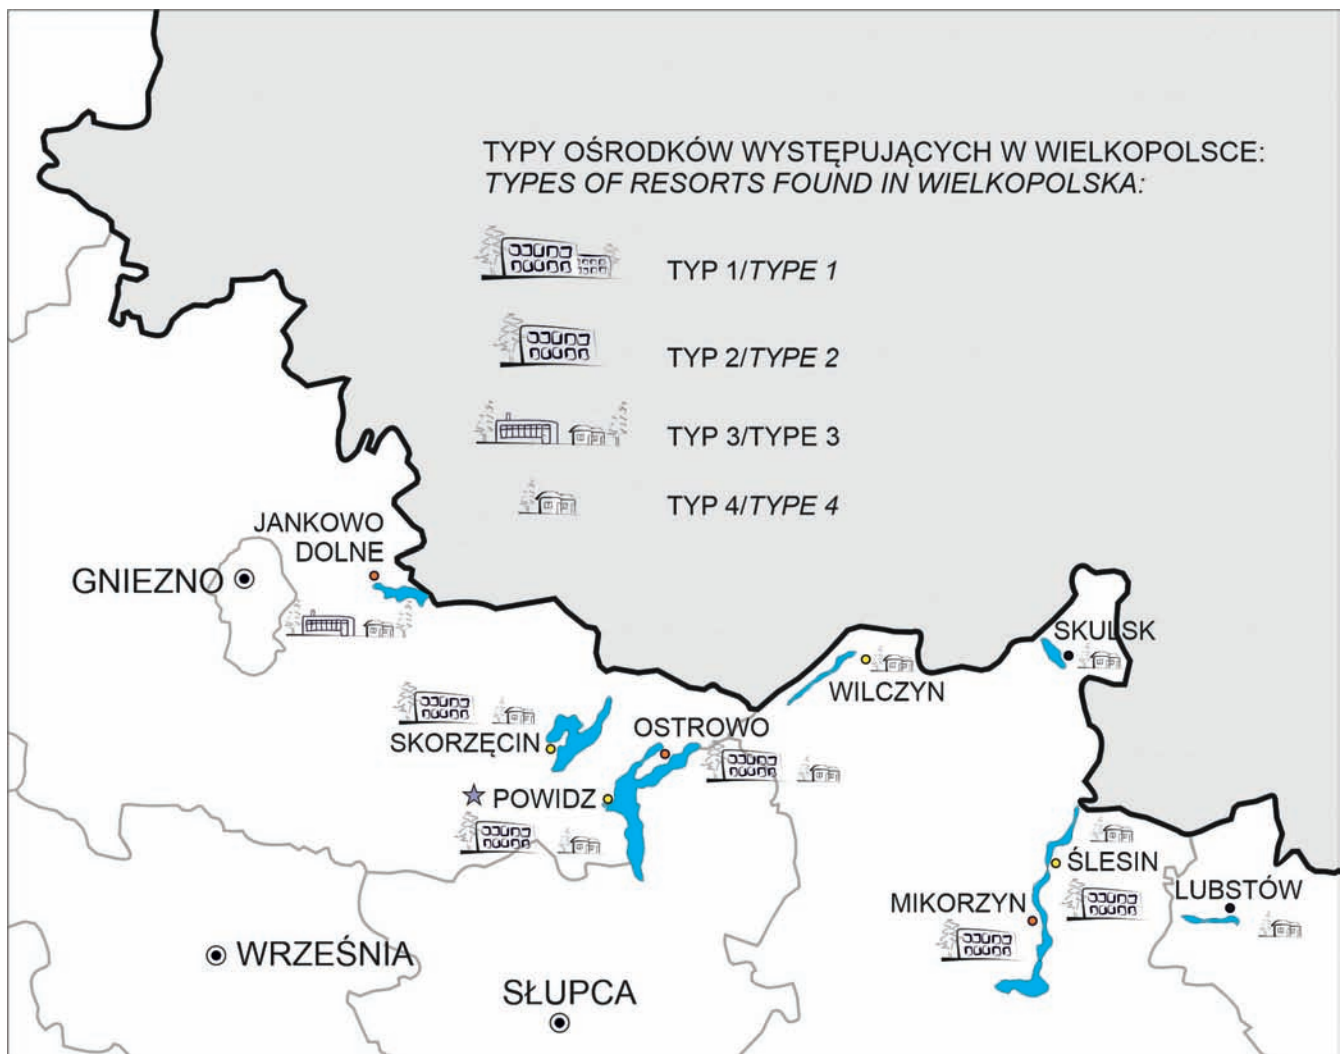 TYPY OŚRODKÓW WYSTĘPUJĄCYCH W WIELKOPOLSCE:
TYPES OF RESORTS FOUND IN WIELKOPOLSKA:
TYP 1/TYPE 1
TYP 2/TYPE 2
TYP 3/TYPE 3
TYP 4/TYPE 4
JANKOWO
DOLNE
GNIEZNO
SKULSK
WILCZYN
OSTROWO
SKORZĘCIN
POWIDZ
ŚLESIN
LUBSTÓW
MIKORZYN
WRZEŚNIA
SŁUPCA